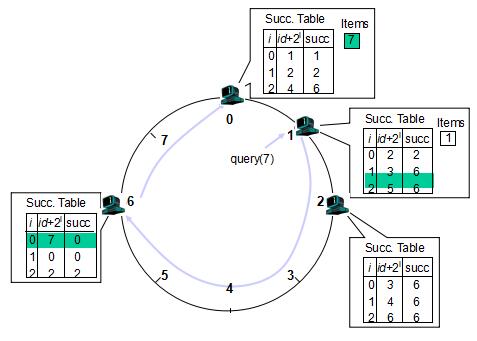 Succ. Table
Items
i id+2^i succ
7
0 1 1
1 2 2
2 4 6
0
Succ. Table
Items
i id+2^i succ
1
0 2 2
1 3 6
2 5 6
1
query(7)
7
Succ. Table
i id+2^i succ
0 7 0
1 0 0
2 2 2
6
2
Succ. Table
i id+2^i succ
0 3 6
1 4 6
2 6 6
5
4
3